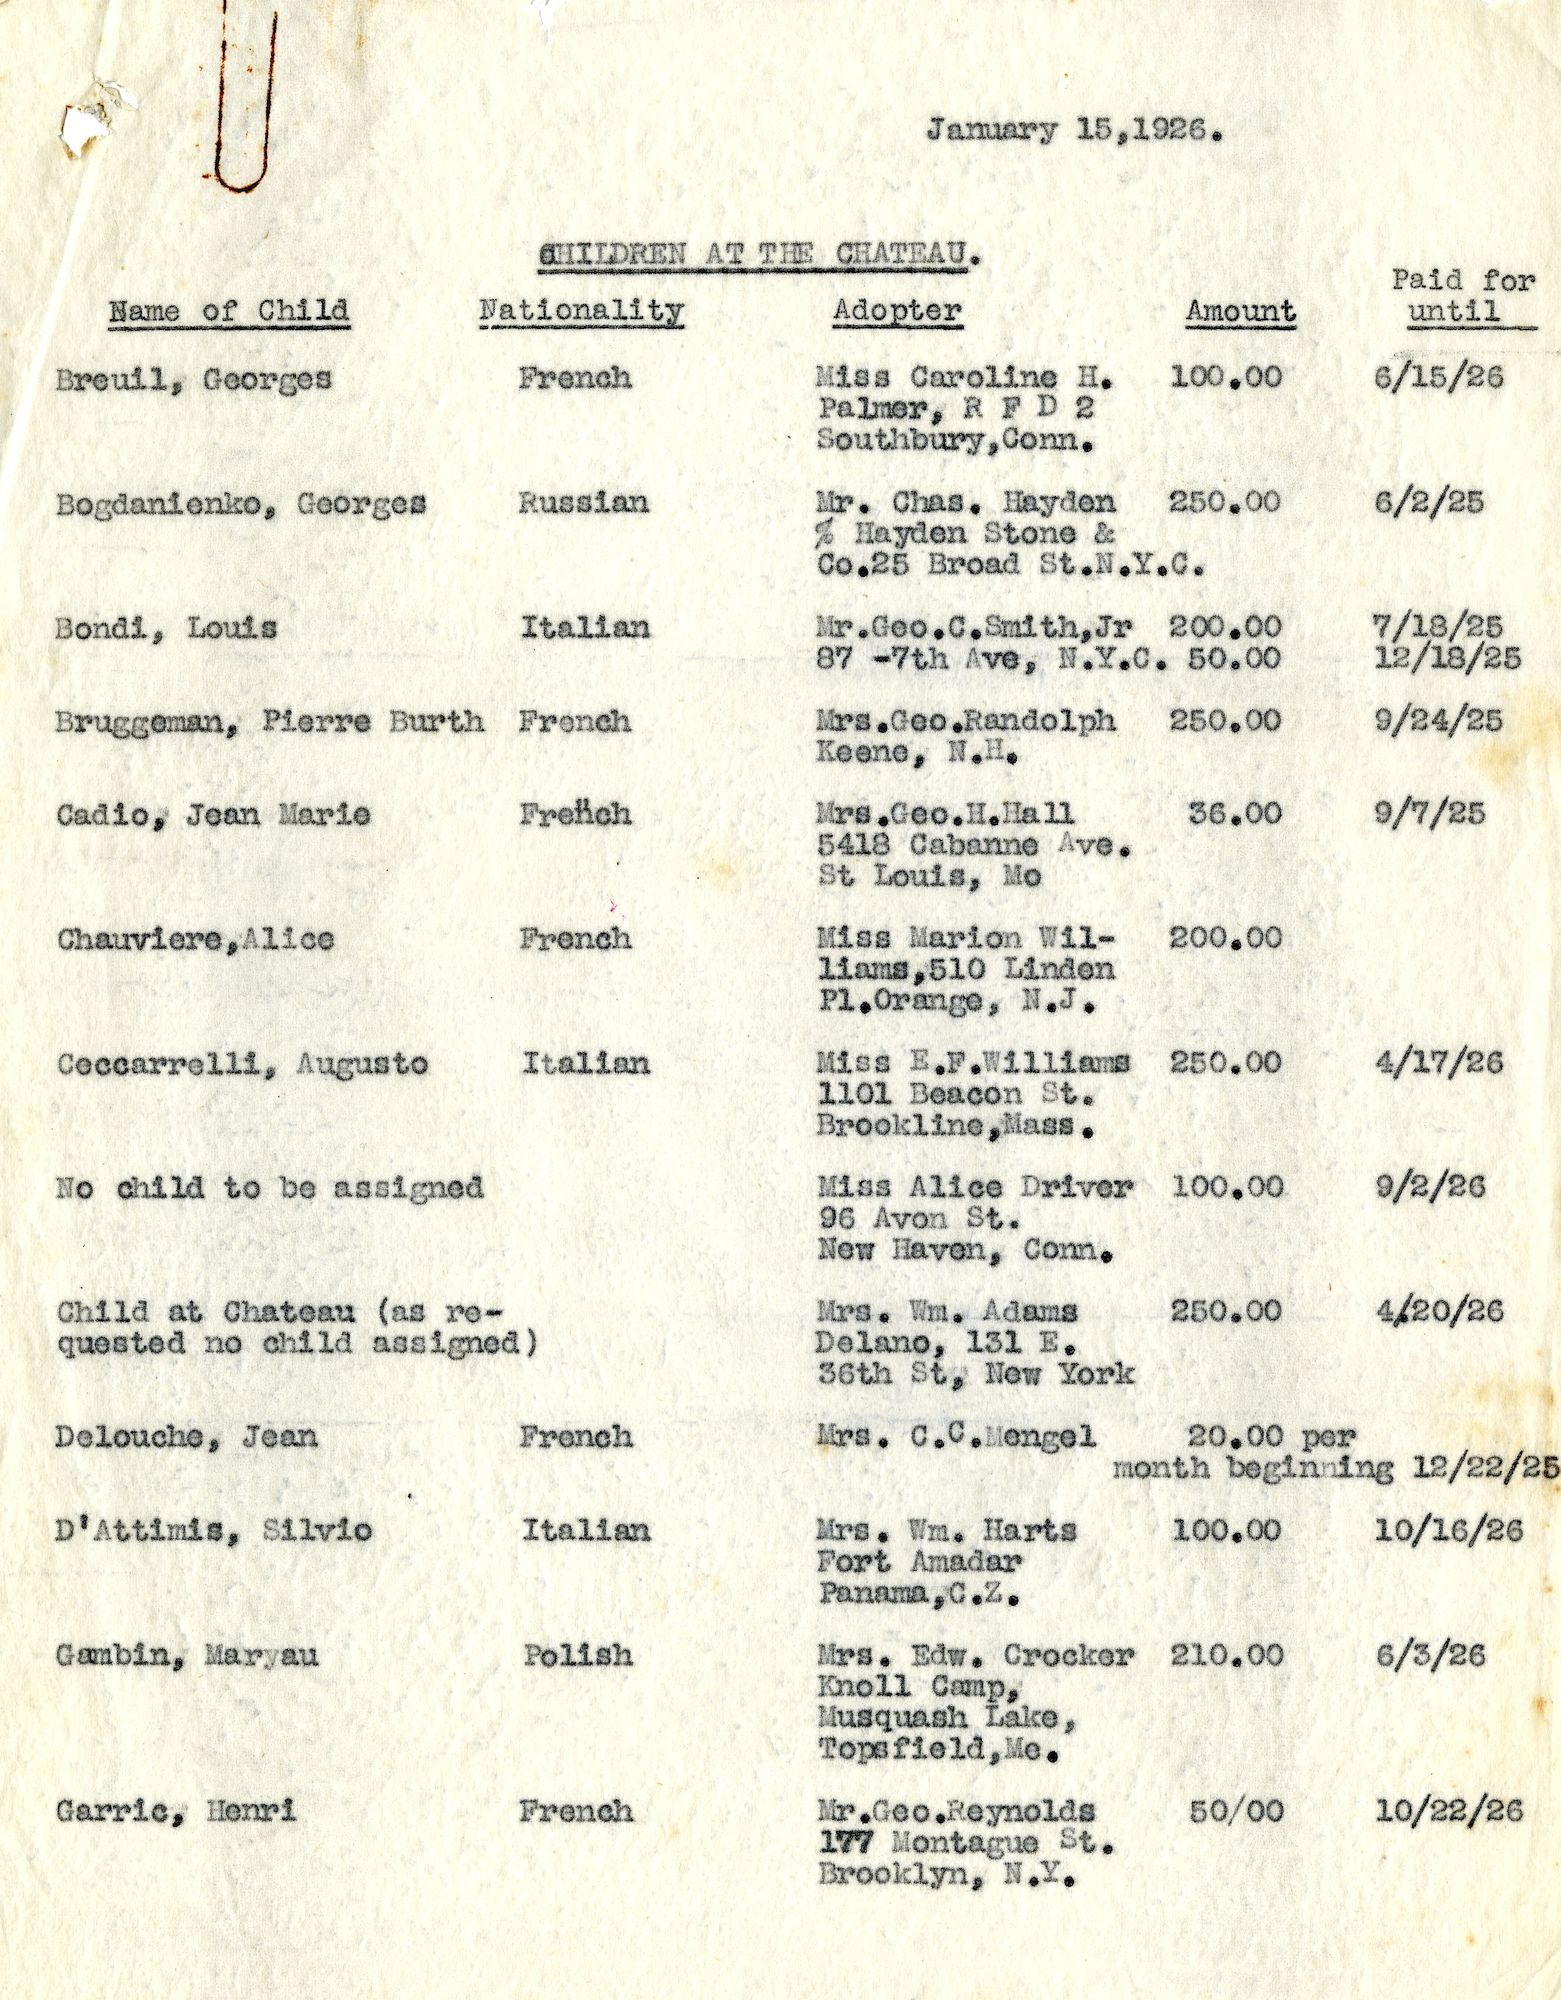 January 15,1926.
CHILDREN AT THE CHATEAU.
Paid for
Name of Child Nationality Adopter Amount until
Breuil, Georges French Miss Caroline H. 100.00 6/15/26
Palmer, R F D 2
Southbury,Conn.
Bogdanienko, Georges Russian Mr. Chas. Hayden 250.00 6/2/25
% Hayden Stone &
Co.25 Broad St.N.Y.C.
Bondi, Louis Italian Mr.Geo.C.Smith,Jr 200.00 7/18/25
87 -7th Ave, N.Y.C. 50.00 12/18/25
Bruggeman, Pierre Burth French Mrs.Geo.Randolph 250.00 9/24/25
Keene, N.H.
Cadio, Jean Marie French Mrs.Geo.H.Hall 36.00 9/7/25
5418 Cabanne Ave.
St Louis, Mo
Chauviere,Alice French Miss Marion Wil- 200.00
liams,510 Linden
Pl.Orange, N.J.
Ceccarrelli, Augusto Italian Miss E.F.Williams 250.00 4/17/26
1101 Beacon St.
Brookline,Mass.
No child to be assigned Miss Alice Driver 100.00 9/2/26
96 Avon St.
New Haven, Conn.
Child at Chateau (as re- Mrs. Wm. Adams 250.00 4/20/26
quested no child assigned) Delano, 131 E.
36th St, New York
Delouche, Jean French Mrs. C.C.Mengel 20.00 per
month beginning 12/22/25
D'Attimis, Silvio Italian Mrs. Wm. Harts 100.00 10/16/26
Fort Amadar
Panama,C.Z.
Gambin, Maryau Polish Mrs. Edw. Crocker 210.00 6/3/26
Knoll Camp,
Musquash Lake,
Topsfield,Me.
Garric, Henri French Mr.Geo.Reynolds 50/00 10/22/26
177 Montague St.
Brooklyn, N.Y.